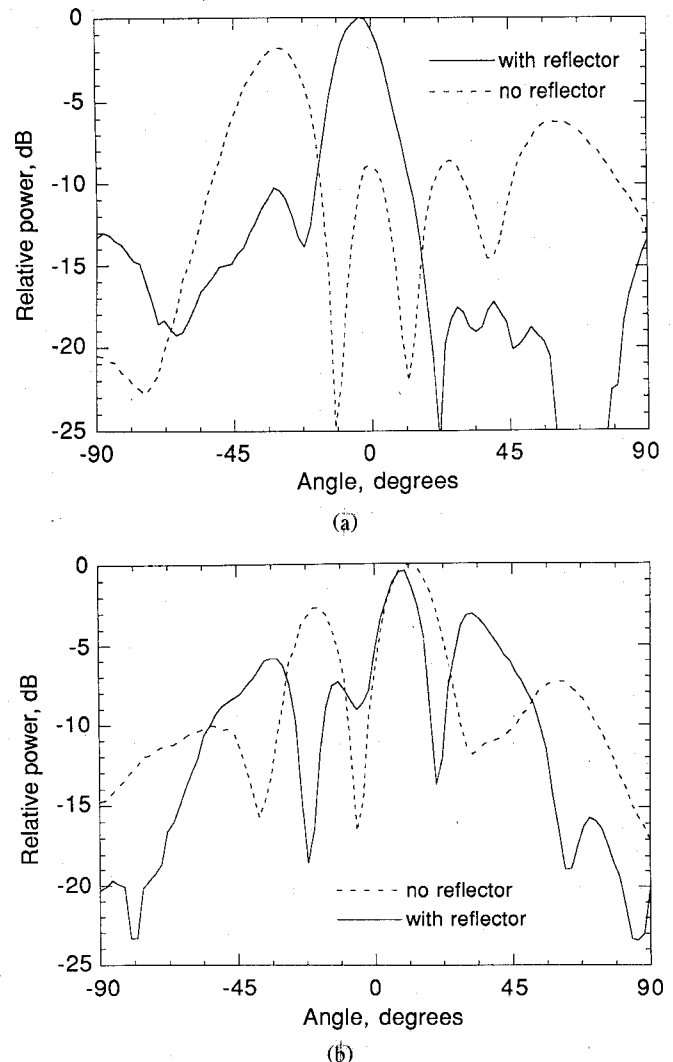 0
-5
-10
-15
-20
-25
Relative power, dB
with reflector
no reflector
-90
-45
0
45
90
Angle, degrees
(a)
0
-5
-10
-15
-20
-25
Relative power, dB
no reflector
with reflector
-90
-45
0
45
90
Angle, degrees
(b)